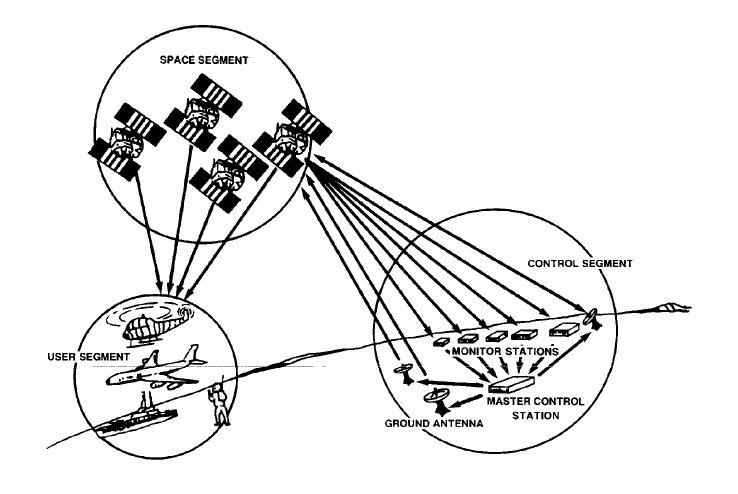 SPACE SEGMENT
CONTROL SEGMENT
USER SEGMENT
MONITOR STATIONS
MASTER CONTROL
STATION
GROUND ANTENNA